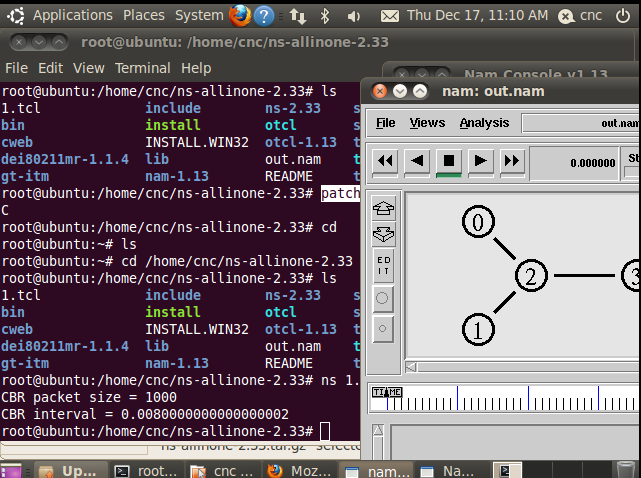 Applications Places System Thu Dec 17, 11:10 AM cnc
root@ubuntu: /home/cnc/ns-allinone-2.33
File Edit View Terminal Help
Nam Console v1.13
root@ubuntu:/home/cnc/ns-allinone-2.33# ls
1.tcl include ns-2.33 s
bin install otcl s
cweb INSTALL.WIN32 otcl-1.13 t
dei80211mr-1.1.4 lib out.nam t
gt-itm nam-1.13 README t
root@ubuntu:/home/cnc/ns-allinone-2.33# patch
C
root@ubuntu:/home/cnc/ns-allinone-2.33# cd
root@ubuntu:~# ls
root@ubuntu:~# cd /home/cnc/ns-allinone-2.33
root@ubuntu:/home/cnc/ns-allinone-2.33# ls
1.tcl include ns-2.33 s
bin install otcl s
cweb INSTALL.WIN32 otcl-1.13 t
dei80211mr-1.1.4 lib out.nam t
gt-itm nam-1.13 README t
root@ubuntu:/home/cnc/ns-allinone-2.33# ns 1.
CBR packet size = 1000
CBR interval = 0.0080000000000000002
root@ubuntu:/home/cnc/ns-allinone-2.33#
nam: out.nam
File Views Analysis out.nam
0.000000 St
E D
I T
0
2
3
1
TIME
"ns-allinone-2.33.tar.gz" selecte
Up... root... cnc ... Moz... nam... Na...